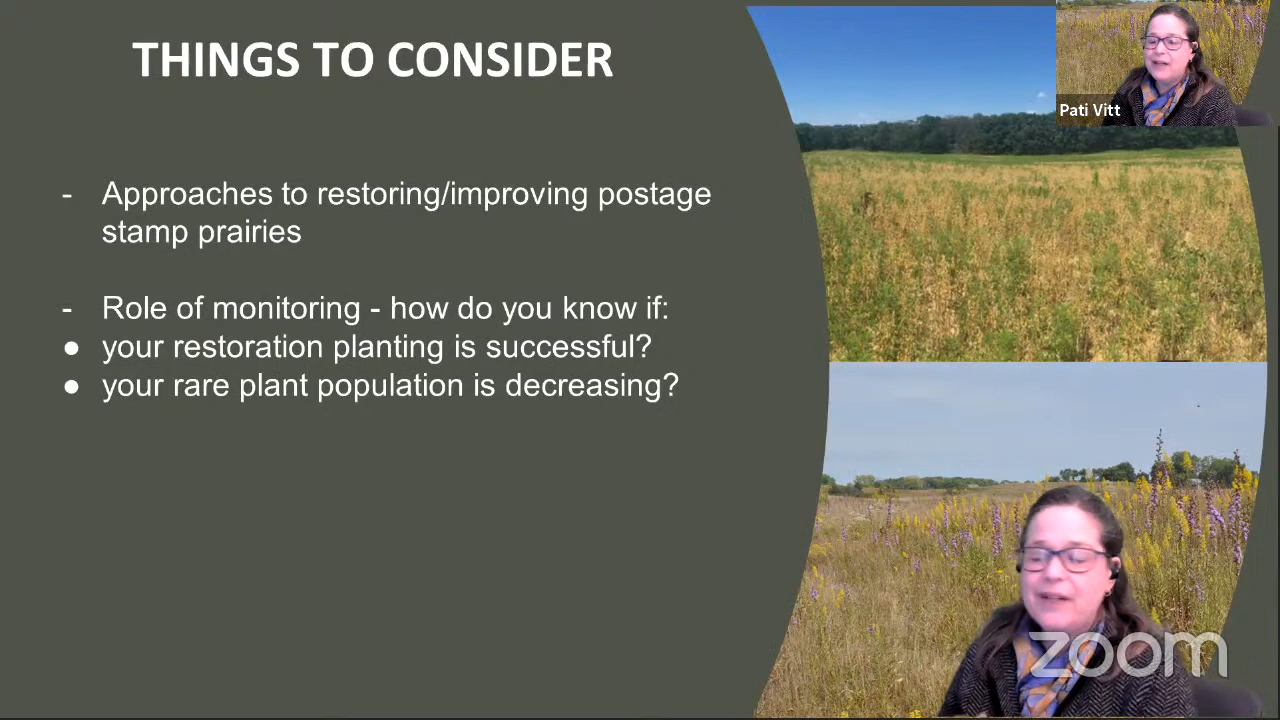 THINGS TO CONSIDER
Pati Vitt
- Approaches to restoring/improving postage
stamp prairies
- Role of monitoring - how do you know if:
● your restoration planting is successful?
● your rare plant population is decreasing?
zoom